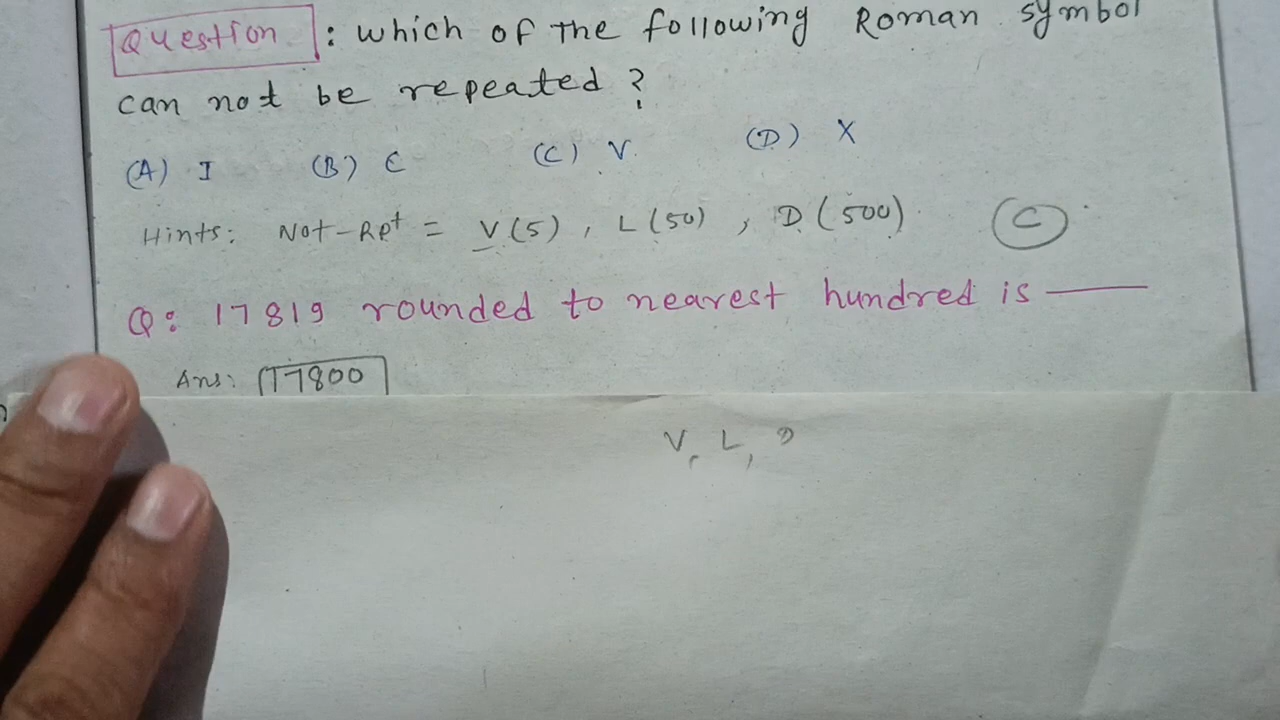 Question : which of the following Roman symbol
can not be repeated ?
(A) I (B) C (C) V (D) X
Hints: Not-Rpt = V(5), L(50), D(500) C
Q: 17819 rounded to nearest hundred is —
Ans: 17800
V, L, D